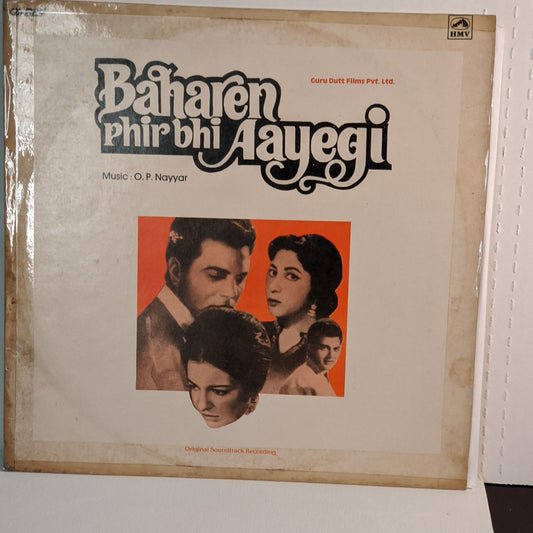 HMV
Guru Dutt Films Pvt. Ltd.
Baharen
phir bhi Aayegi
Music : O. P. Nayyar
Original Soundtrack Recording